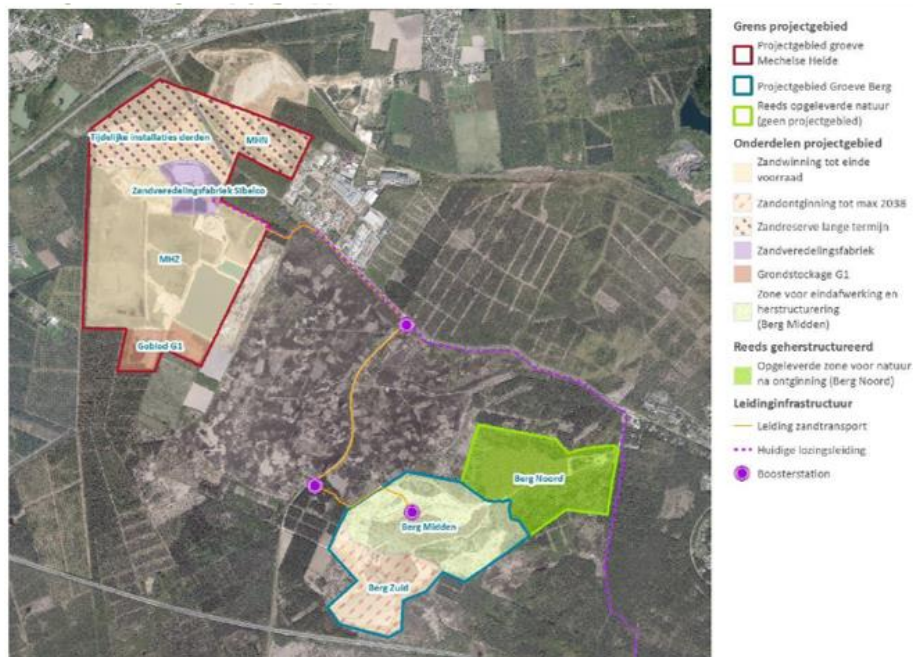 Grens projectgebied
Projectgebied groeve
Mechelse Heide
Projectgebied Groeve Berg
Reeds opgeleverde natuur
(geen projectgebied)
Onderdelen projectgebied
Zandwinning tot einde
voorraad
Zandontginning tot max 2038
Zandreserve lange termijn
Zandveredelingsfabriek
Grondstockage G1
Zone voor eindafwerking en
herstructurering
(Berg Midden)
Reeds geherstructureerd
Opgeleverde zone voor natuur
na ontginning (Berg Noord)
Leidinginfrastructuur
Leiding zandtransport
Huidige lozingsleiding
Boosterstation
Tijdelijke installaties derden
MHN
Zandveredelingsfabriek Sibelco
MHZ
Gebied G1
Berg Noord
Berg Midden
Berg Zuid